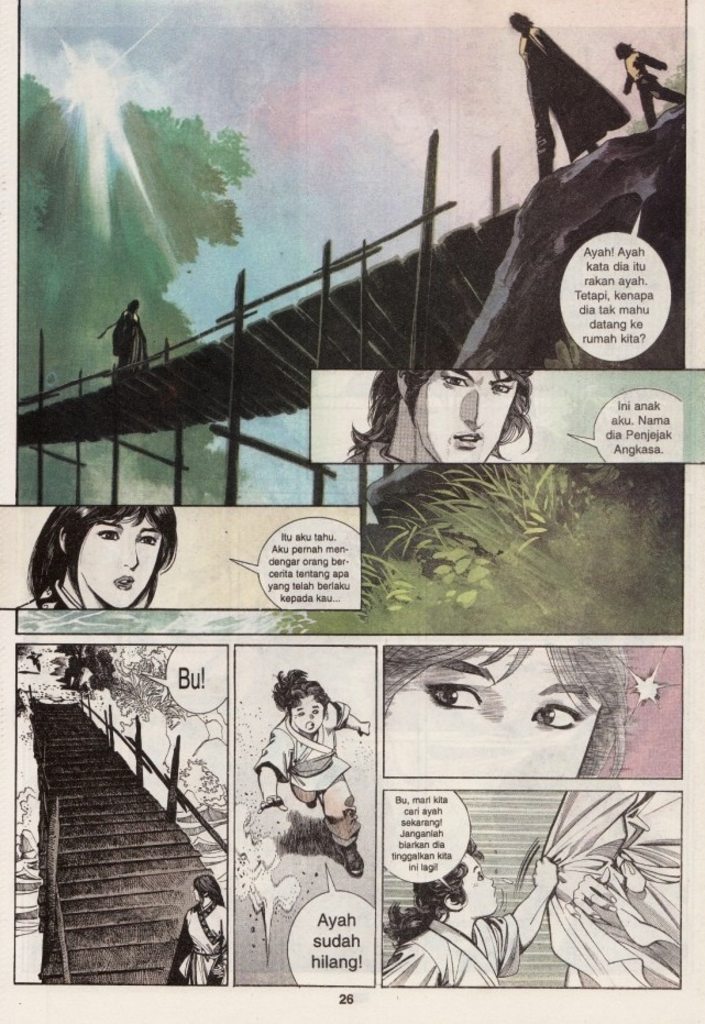 Ayah! Ayah
kata dia itu
rakan ayah.
Tetapi, kenapa
dia tak mahu
datang ke
rumah kita?
Ini anak
aku. Nama
dia Penjejak
Angkasa.
Itu aku tahu.
Aku pernah men-
dengar orang ber-
cerita tentang apa
yang telah berlaku
kepada kau...
Bu!
Ayah
sudah
hilang!
Bu, mari kita
cari ayah
sekarang!
Janganlah
biarkan dia
tinggalkan kita
ini lagi!
26